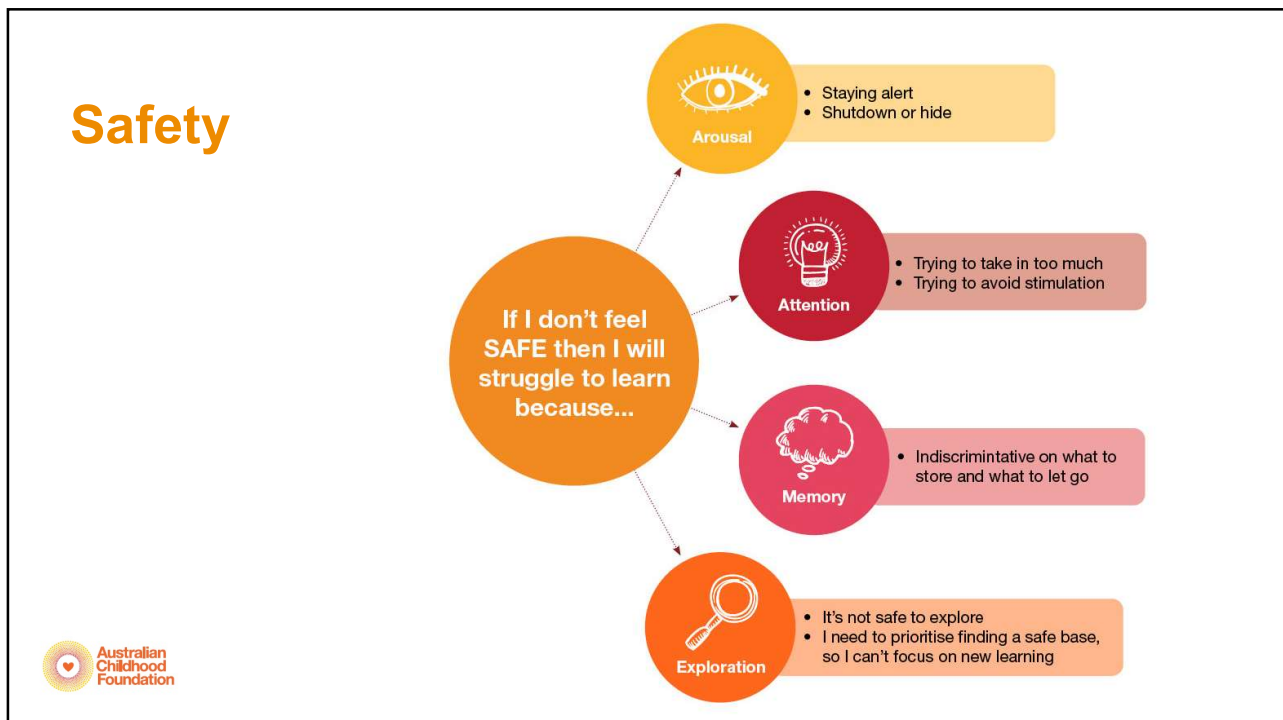 Safety
If I don't feel
SAFE then I will
struggle to learn
because...
Arousal
• Staying alert
• Shutdown or hide
Attention
• Trying to take in too much
• Trying to avoid stimulation
Memory
• Indiscrimintative on what to
store and what to let go
Exploration
• It's not safe to explore
• I need to prioritise finding a safe base,
so I can't focus on new learning
Australian
Childhood
Foundation